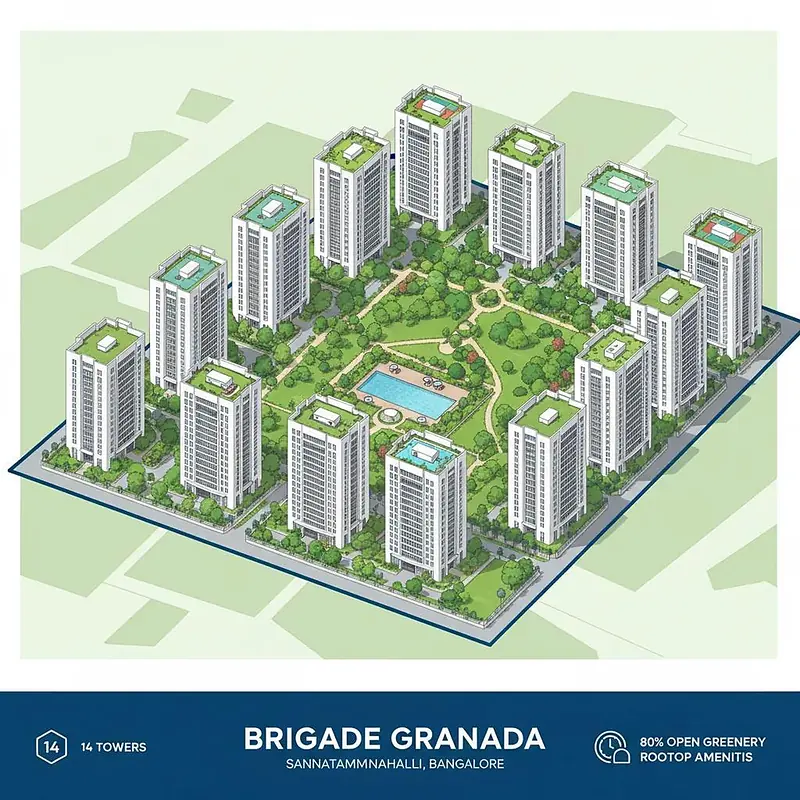 14
14 TOWERS
BRIGADE GRANADA
SANNATAMMNAHALLI, BANGALORE
80% OPEN GREENERY
ROOTOP AMENITIS